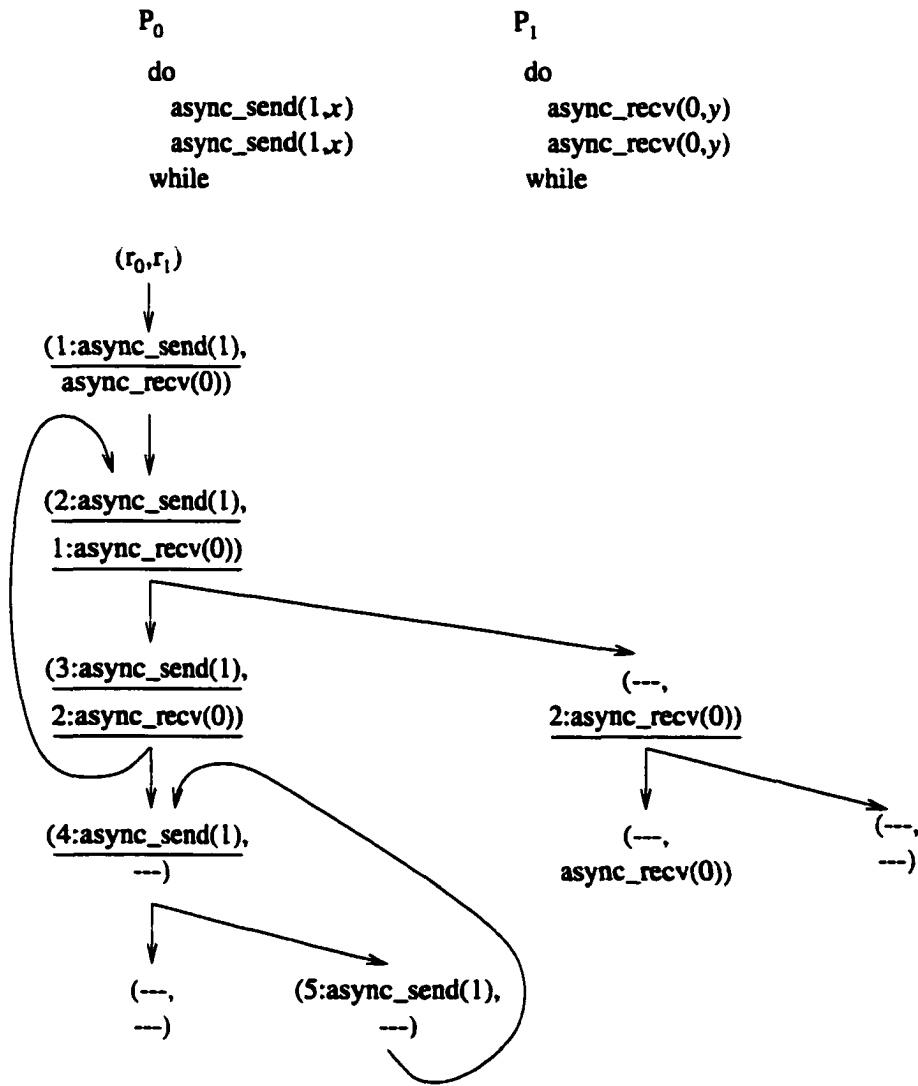 P0 P1
do do
async_send(1,x) async_recv(0,y)
async_send(1,x) async_recv(0,y)
while while
(r0,r1)
(1:async_send(1),
async_recv(0))
(2:async_send(1),
1:async_recv(0))
(3:async_send(1),
2:async_recv(0))
(---,
2:async_recv(0))
(4:async_send(1),
---)
(---,
async_recv(0))
(---,
---)
(---,
---)
(5:async_send(1),
---)